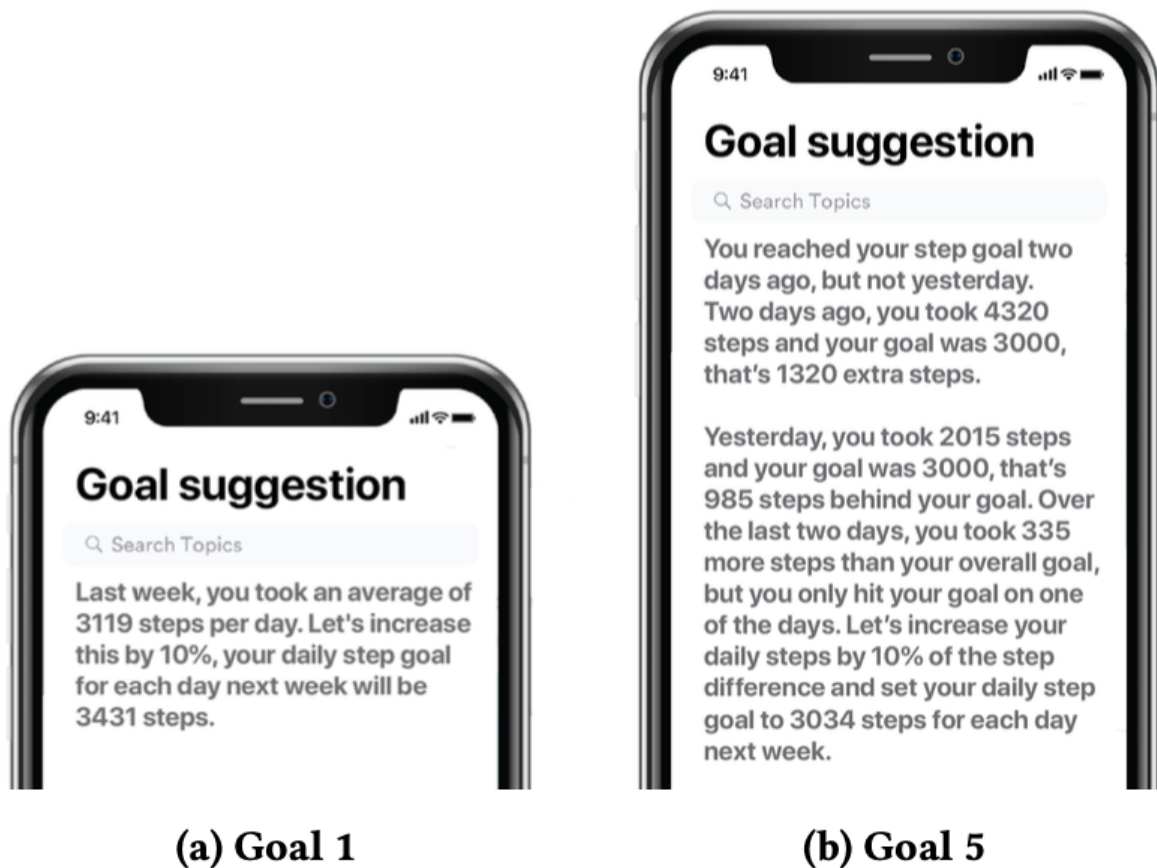 9:41
Goal suggestion
Search Topics
Last week, you took an average of
3119 steps per day. Let's increase
this by 10%, your daily step goal
for each day next week will be
3431 steps.
(a) Goal 1
9:41
Goal suggestion
Search Topics
You reached your step goal two
days ago, but not yesterday.
Two days ago, you took 4320
steps and your goal was 3000,
that’s 1320 extra steps.
Yesterday, you took 2015 steps
and your goal was 3000, that’s
985 steps behind your goal. Over
the last two days, you took 335
more steps than your overall goal,
but you only hit your goal on one
of the days. Let’s increase your
daily steps by 10% of the step
difference and set your daily step
goal to 3034 steps for each day
next week.
(b) Goal 5